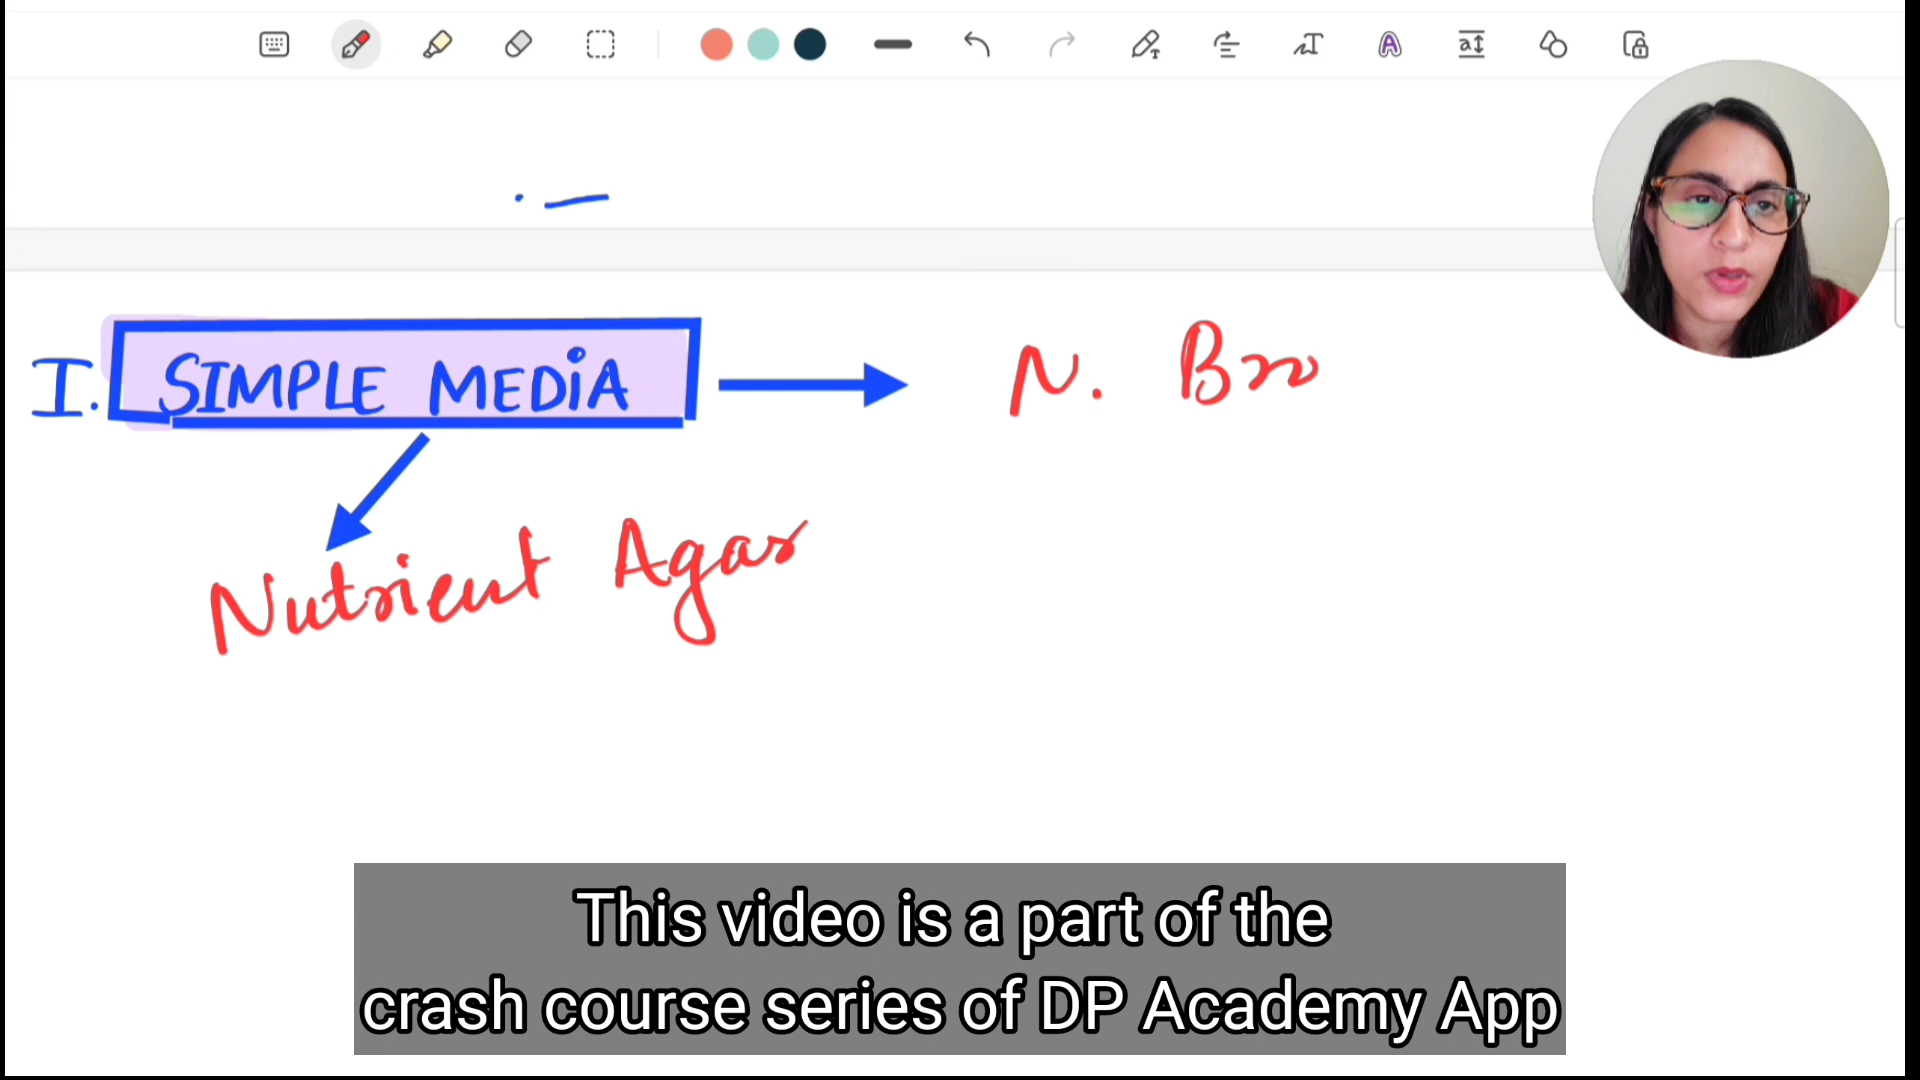 I. SIMPLE MEDIA
N. Bro
Nutrient Agar
This video is a part of the
crash course series of DP Academy App